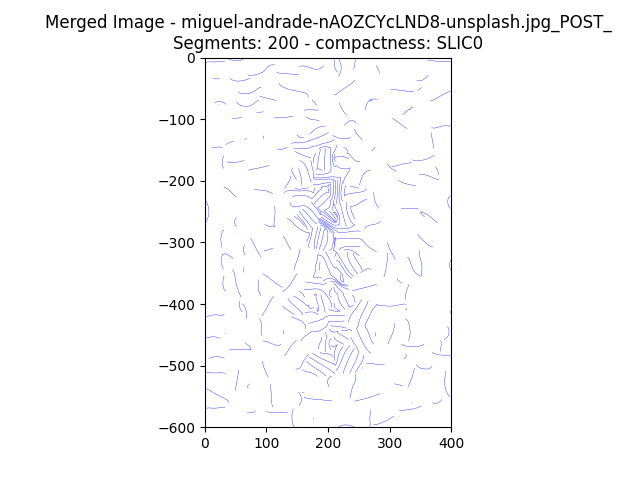 Merged Image - miguel-andrade-nAOZCYcLND8-unsplash.jpg_POST_
Segments: 200 - compactness: SLIC0
0
−100
−200
−300
−400
−500
−600
0 100 200 300 400